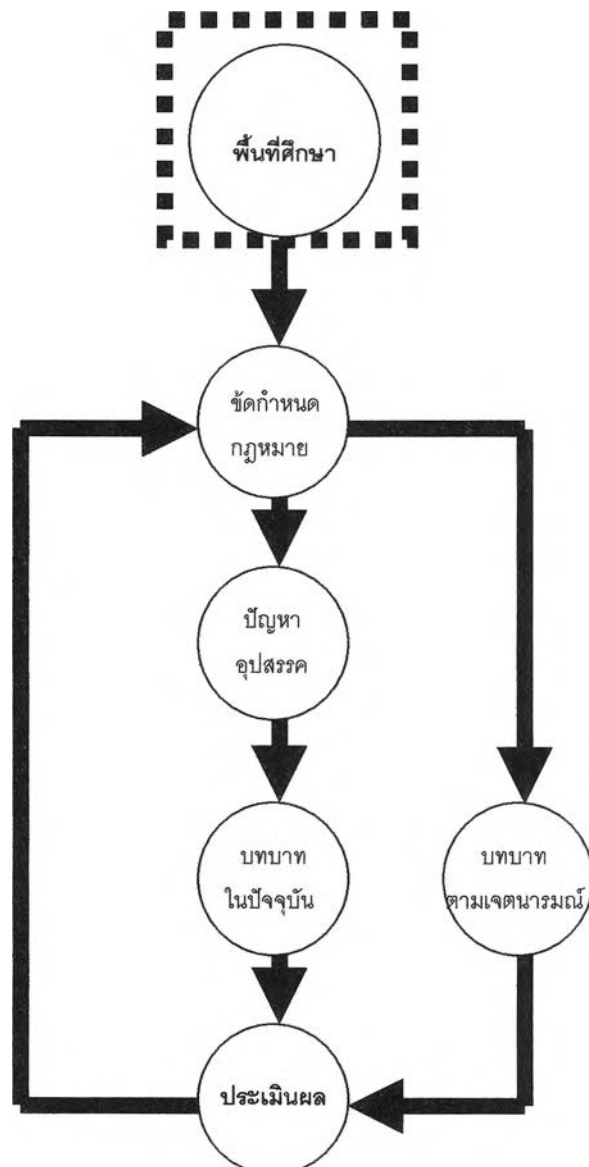 พื้นที่ศึกษา
ข้ดกำหนด
กฎหมาย
ปัญหา
อุปสรรค
บทบาท
ในปัจจุบัน
บทบาท
ตามเจตนารมณ์
ประเมินผล